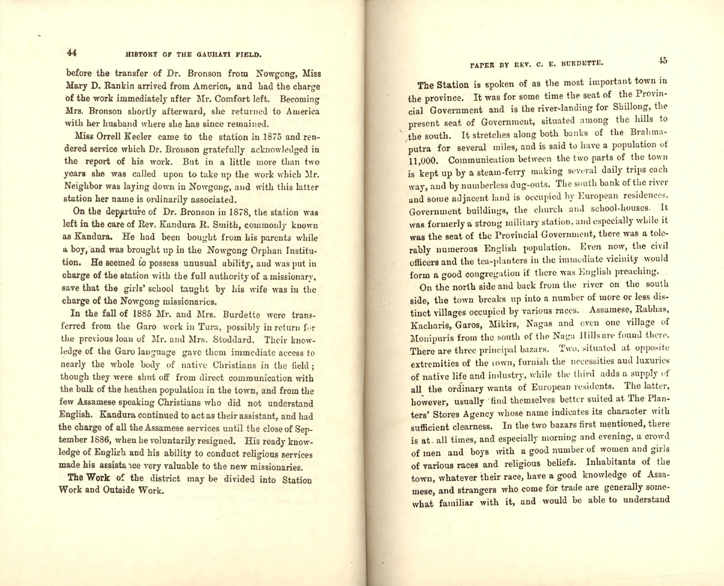 44 HISTORY OF THE GAUHATI FIELD.
before the transfer of Dr. Bronson from Nowgong, Miss
Mary D. Rankin arrived from America, and had the charge
of the work immediately after Mr. Comfort left. Becoming
Mrs. Bronson shortly afterward, she returned to America
with her husband where she has since remained.
Miss Orrell Keeler came to the station in 1875 and ren-
dered service which Dr. Bronson gratefully acknowledged in
the report of his work. But in a little more than two
years she was called upon to take up the work which Mr.
Neighbor was laying down in Nowgong, and with this latter
station her name is ordinarily associated.
On the departure of Dr. Bronson in 1878, the station was
left in the care of Rev. Kandura R. Smith, commonly known
as Kandura. He had been bought from his parents while
a boy, and was brought up in the Nowgong Orphan Institu-
tion. He seemed to possess unusual ability, and was put in
charge of the station with the full authority of a missionary,
save that the girls' school taught by his wife was in the
charge of the Nowgong missionaries.
In the fall of 1885 Mr. and Mrs. Burdette were trans-
ferred from the Garo work in Tura, possibly in return for
the previous loan of Mr. and Mrs. Stoddard. Their know-
ledge of the Garo language gave them immediate access to
nearly the whole body of native Christians in the field;
though they were shut off from direct communication with
the bulk of the heathen population in the town, and from the
few Assamese speaking Christians who did not understand
English. Kandura continued to act as their assistant, and had
the charge of all the Assamese services until the close of Sep-
tember 1886, when he voluntarily resigned. His ready know-
ledge of English and his ability to conduct religious services
made his assistance very valuable to the new missionaries.
The Work of the district may be divided into Station
Work and Outside Work.
PAPER BY REV. C. E. BURDETTE. 45
The Station is spoken of as the most important town in
the province. It was for some time the seat of the Provin-
cial Government and is the river-landing for Shillong, the
present seat of Government, situated among the hills to
the south. It stretches along both banks of the Brahma-
putra for several miles, and is said to have a population of
11,000. Communication between the two parts of the town
is kept up by a steam-ferry making several daily trips each
way, and by numberless dug-outs. The south bank of the river
and some adjacent land is occupied by European residences,
Government buildings, the church and school-houses. It
was formerly a strong military station, and especially while it
was the seat of the Provincial Government, there was a tole-
rably numerous English population. Even now, the civil
officers and the tea-planters in the immediate vicinity would
form a good congregation if there was English preaching.
On the north side and back from the river on the south
side, the town breaks up into a number of more or less dis-
tinct villages occupied by various races. Assamese, Rabhas,
Kacharis, Garos, Mikirs, Nagas and even one village of
Monipuris from the south of the Naga Hills are found there.
There are three principal bazars. Two, situated at opposite
extremities of the town, furnish the necessities and luxuries
of native life and industry, while the third adds a supply of
all the ordinary wants of European residents. The latter,
however, usually find themselves better suited at The Plan-
ters' Stores Agency whose name indicates its character with
sufficient clearness. In the two bazars first mentioned, there
is at all times, and especially morning and evening, a crowd
of men and boys with a good number of women and girls
of various races and religious beliefs. Inhabitants of the
town, whatever their race, have a good knowledge of Assa-
mese, and strangers who come for trade are generally some-
what familiar with it, and would be able to understand